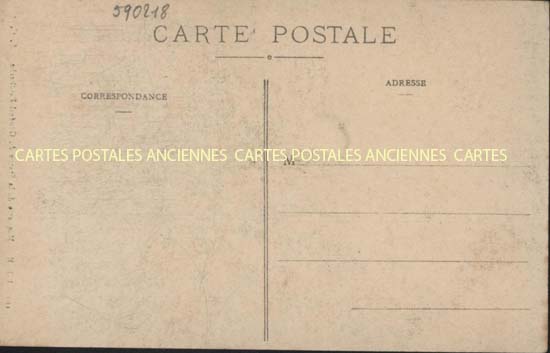 590218
CARTE POSTALE
CORRESPONDANCE
ADRESSE
CARTES POSTALES ANCIENNES CARTES POSTALES ANCIENNES CARTES
M